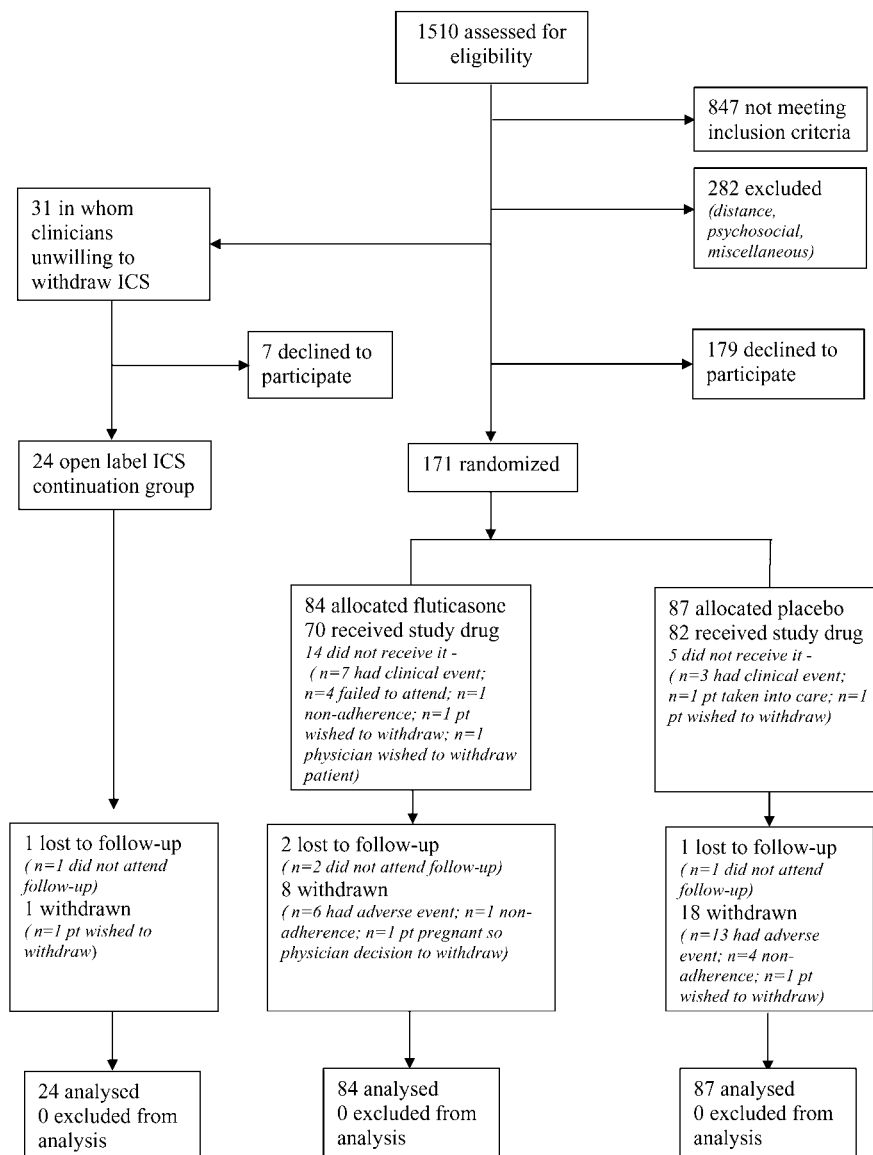 1510 assessed for
eligibility
847 not meeting
inclusion criteria
282 excluded
(distance,
psychosocial,
miscellaneous)
31 in whom
clinicians
unwilling to
withdraw ICS
7 declined to
participate
179 declined to
participate
24 open label ICS
continuation group
171 randomized
84 allocated fluticasone
70 received study drug
14 did not receive it -
( n=7 had clinical event;
n=4 failed to attend; n=1
non-adherence; n=1 pt
wished to withdraw; n=1
physician wished to withdraw
patient)
87 allocated placebo
82 received study drug
5 did not receive it -
( n=3 had clinical event;
n=1 pt taken into care; n=1
pt wished to withdraw)
1 lost to follow-up
( n=1 did not attend
follow-up)
1 withdrawn
( n=1 pt wished to
withdraw)
2 lost to follow-up
( n=2 did not attend follow-up)
8 withdrawn
( n=6 had adverse event; n=1 non-
adherence; n=1 pt pregnant so
physician decision to withdraw)
1 lost to follow-up
( n=1 did not attend
follow-up)
18 withdrawn
( n=13 had adverse
event; n=4 non-
adherence; n=1 pt
wished to withdraw)
24 analysed
0 excluded from
analysis
84 analysed
0 excluded from
analysis
87 analysed
0 excluded from
analysis